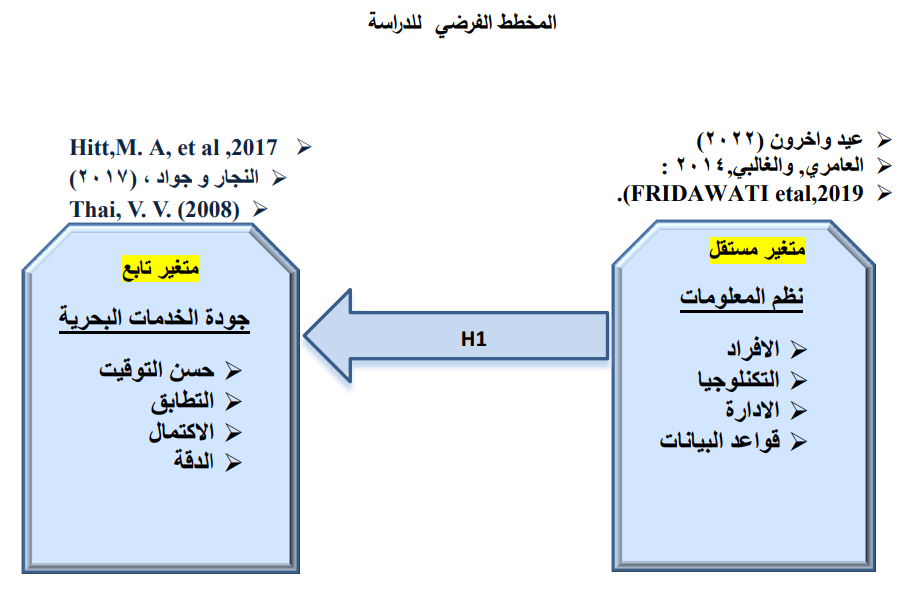 المخطط الفرضي للدراسة
عيد واخرون (٢٠٢٢)
العامري, والغالبي,٢٠١٤ :
FRIDAWATI etal,2019).
متغير مستقل
نظم المعلومات
الافراد
التكنلوجيا
الادارة
قواعد البيانات
H1
Hitt,M. A, et al ,2017
النجار و جواد ، (٢٠١٧)
Thai, V. V. (2008)
متغير تابع
جودة الخدمات البحرية
حسن التوقيت
التطابق
الاكتمال
الدقة